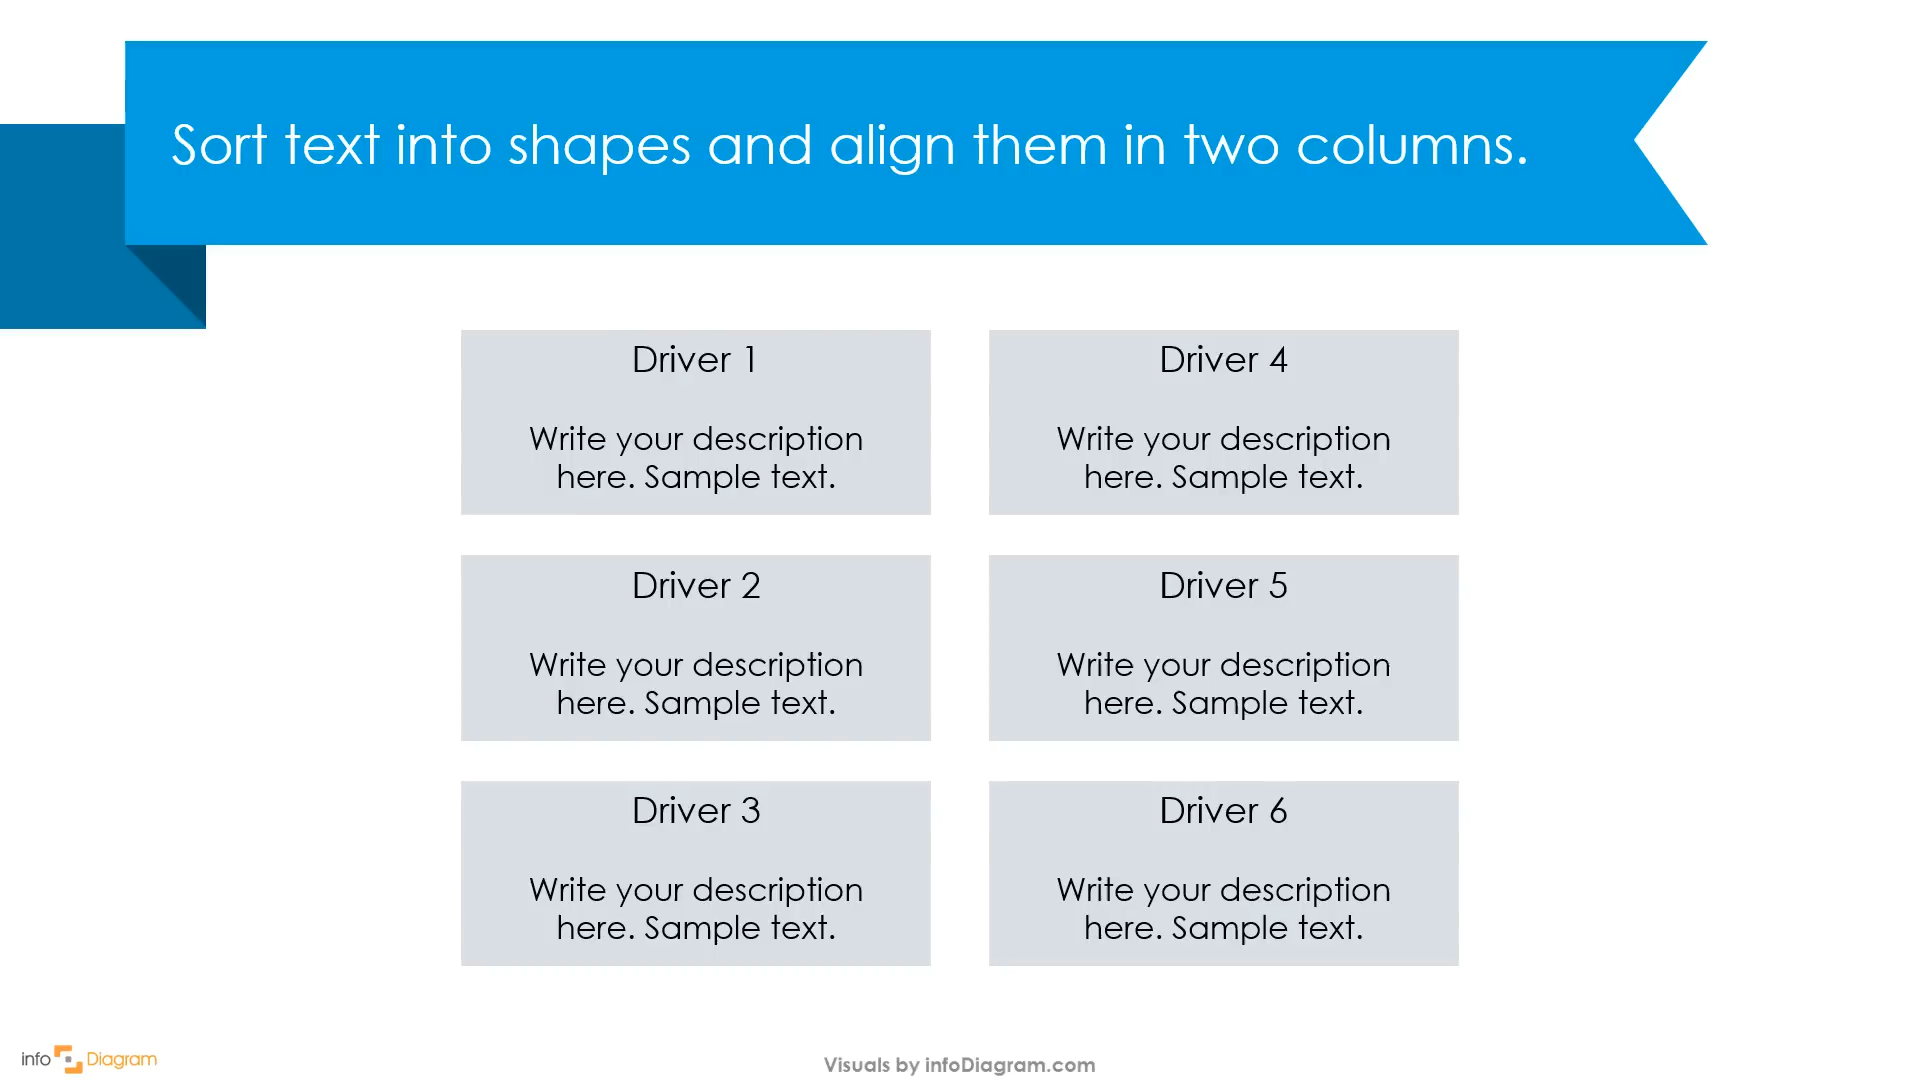 Sort text into shapes and align them in two columns.
Driver 1
Write your description
here. Sample text.
Driver 2
Write your description
here. Sample text.
Driver 3
Write your description
here. Sample text.
Driver 4
Write your description
here. Sample text.
Driver 5
Write your description
here. Sample text.
Driver 6
Write your description
here. Sample text.
info Diagram
Visuals by infoDiagram.com